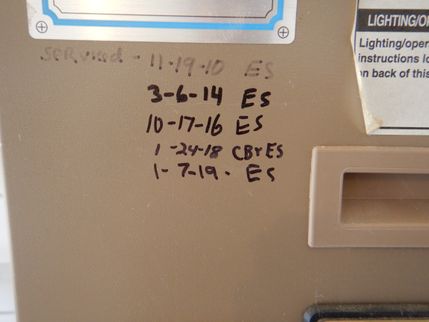 Serviced - 11-19-10 ES
3-6-14 ES
10-17-16 ES
1-24-18 CB+ES
1-7-19. ES
LIGHTING/O
Lighting/oper
instructions lo
on back of this